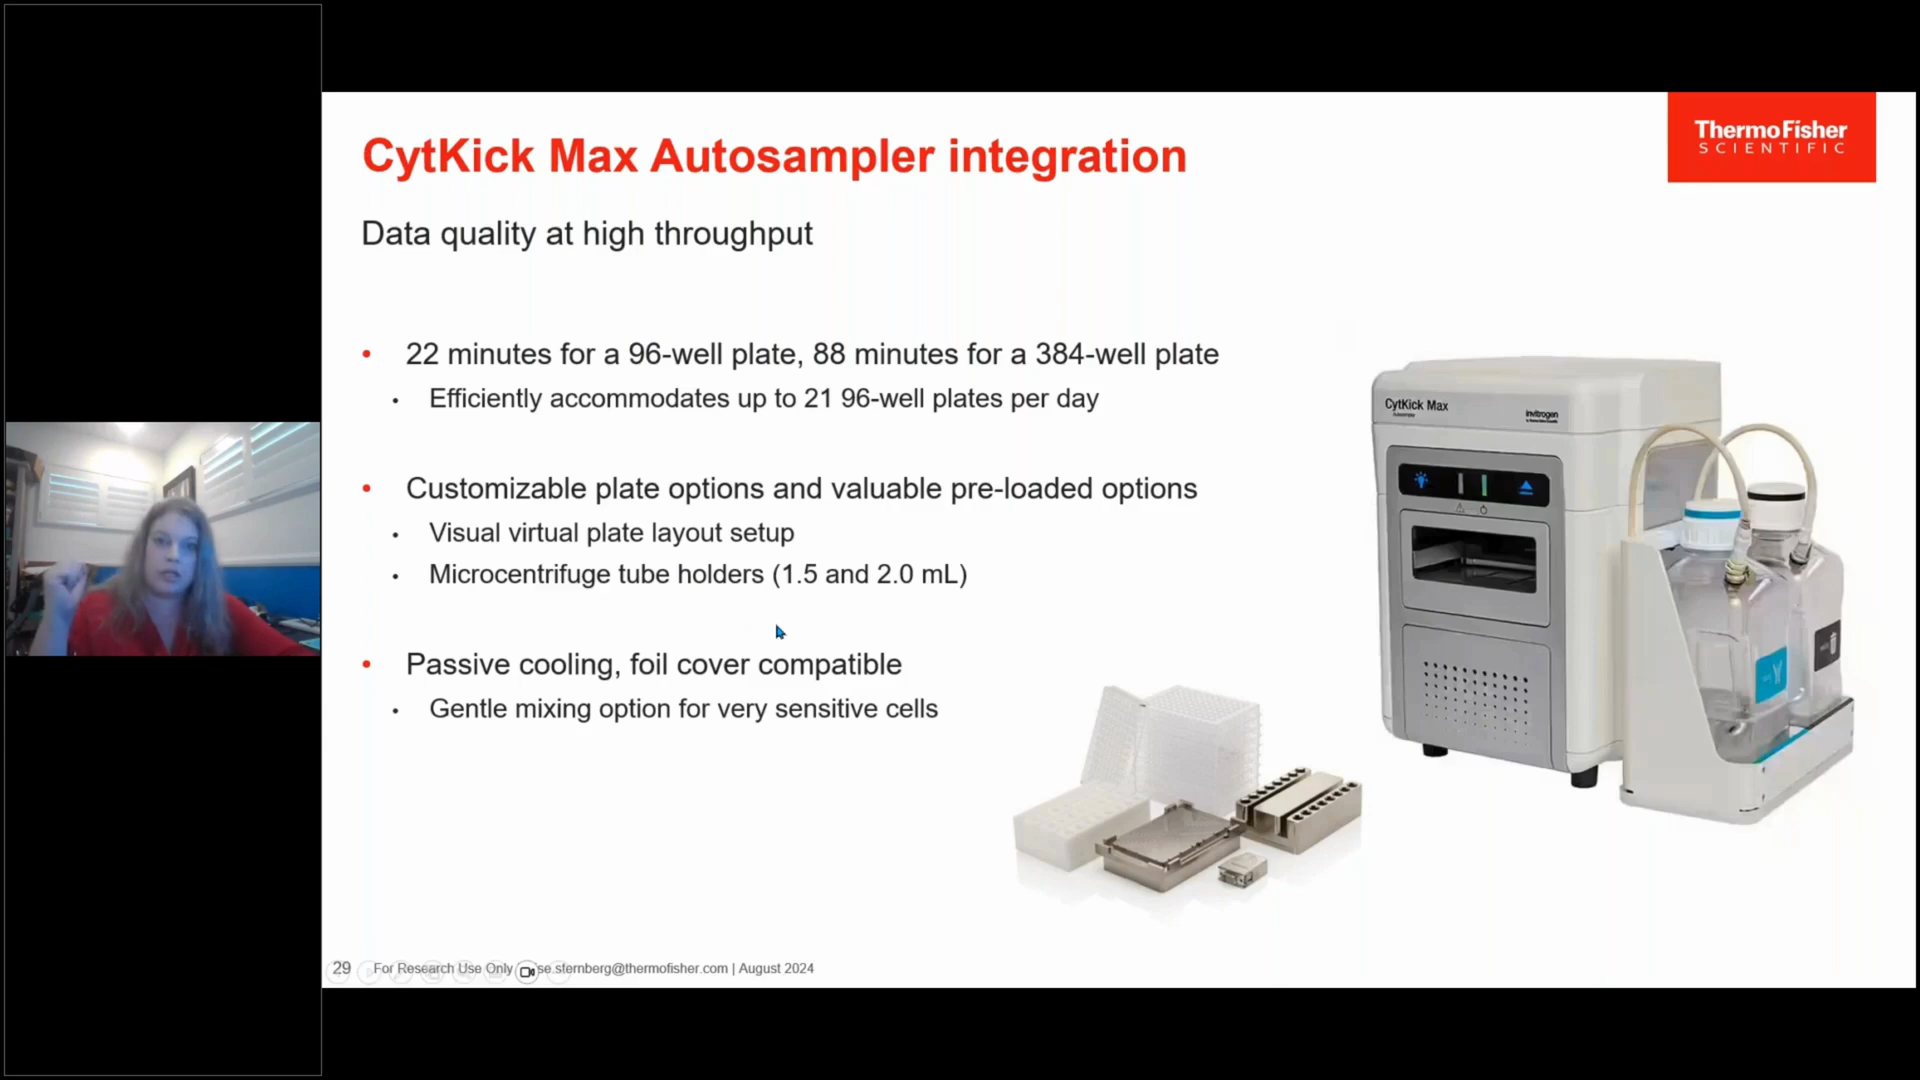 CytKick Max Autosampler integration
ThermoFisher
SCIENTIFIC
Data quality at high throughput
• 22 minutes for a 96-well plate, 88 minutes for a 384-well plate
• Efficiently accommodates up to 21 96-well plates per day
• Customizable plate options and valuable pre-loaded options
• Visual virtual plate layout setup
• Microcentrifuge tube holders (1.5 and 2.0 mL)
• Passive cooling, foil cover compatible
• Gentle mixing option for very sensitive cells
CytKick Max
Autosampler
invitrogen
29 For Research Use Only se.sternberg@thermofisher.com | August 2024